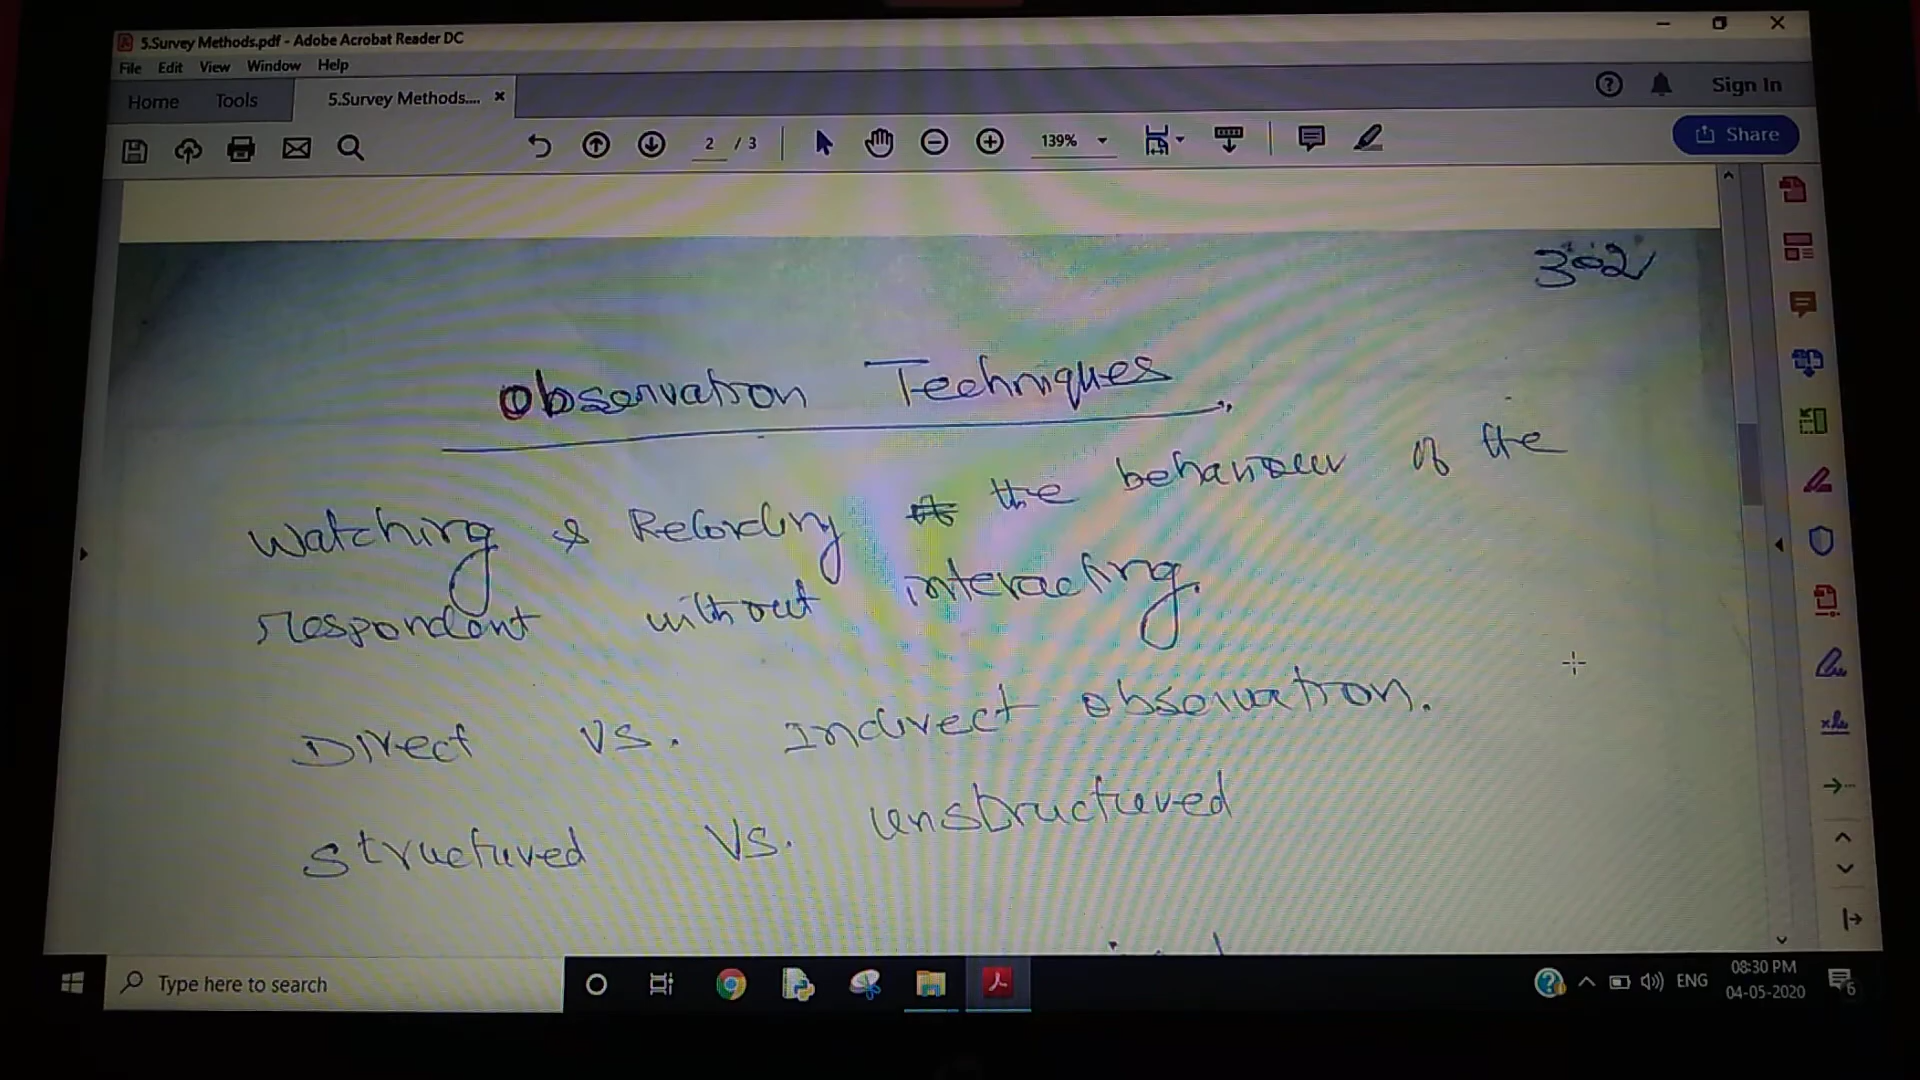 5.Survey Methods.pdf - Adobe Acrobat Reader DC
File Edit View Window Help
Home Tools 5.Survey Methods.... × Sign In
2 / 3 139% Share
302
Observation Techniques
Watching & Recording the behaviour of the
respondent without interacting.
Direct vs. Indirect observation.
structured Vs. unstructured
Type here to search
ENG 08:30 PM
04-05-2020 6